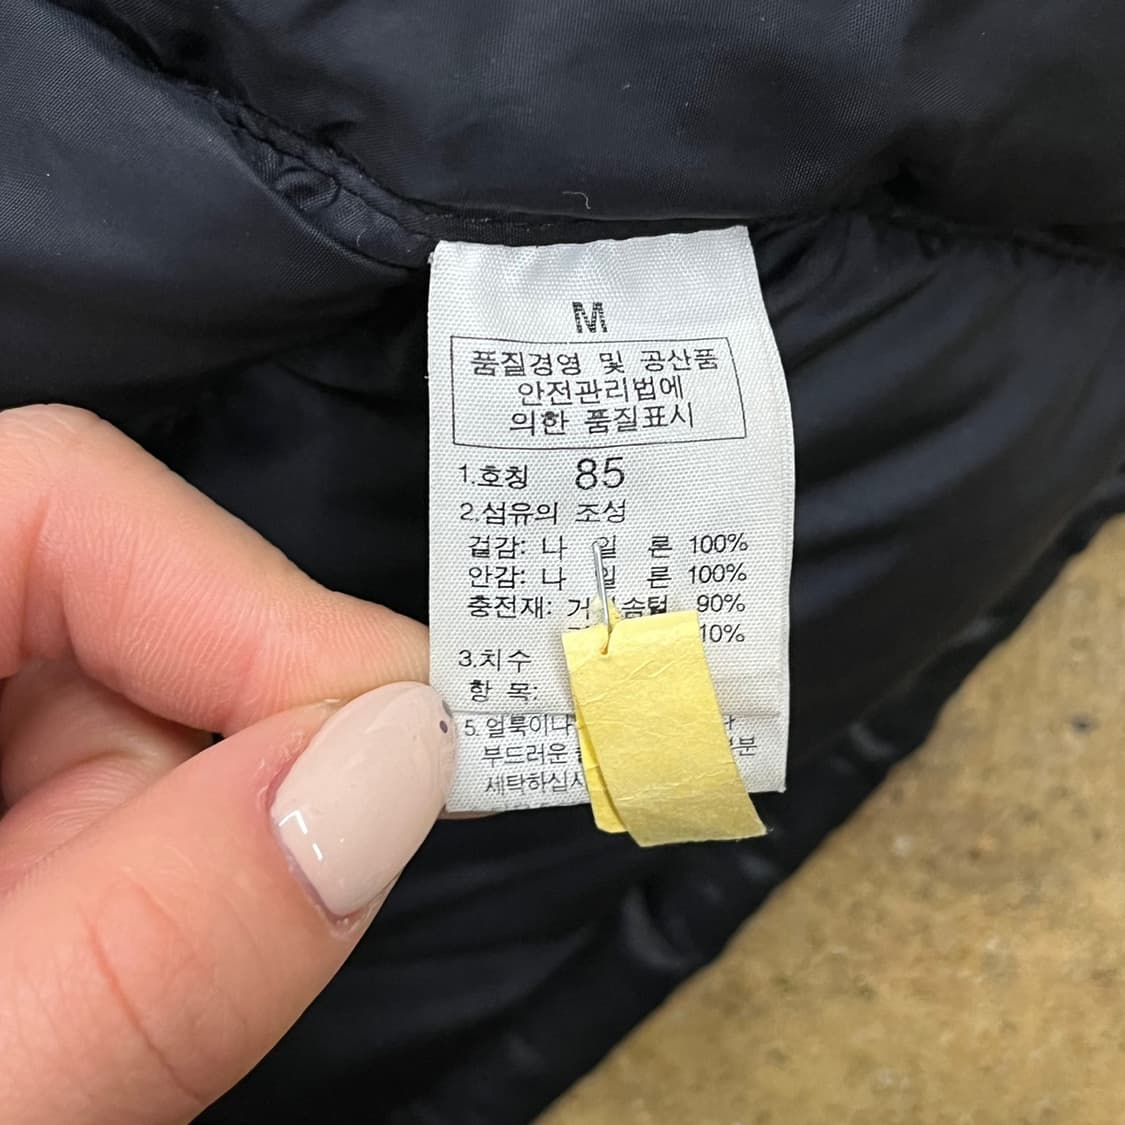 M
품질경영 및 공산품
안전관리법에
의한 품질표시
1.호칭 85
2.섬유의 조성
겉감: 나 일 론 100%
안감: 나 일 론 100%
충전재: 솜털 90%
10%
3.치수
항 목:
5. 얼룩이나
부드러운
세탁하십시